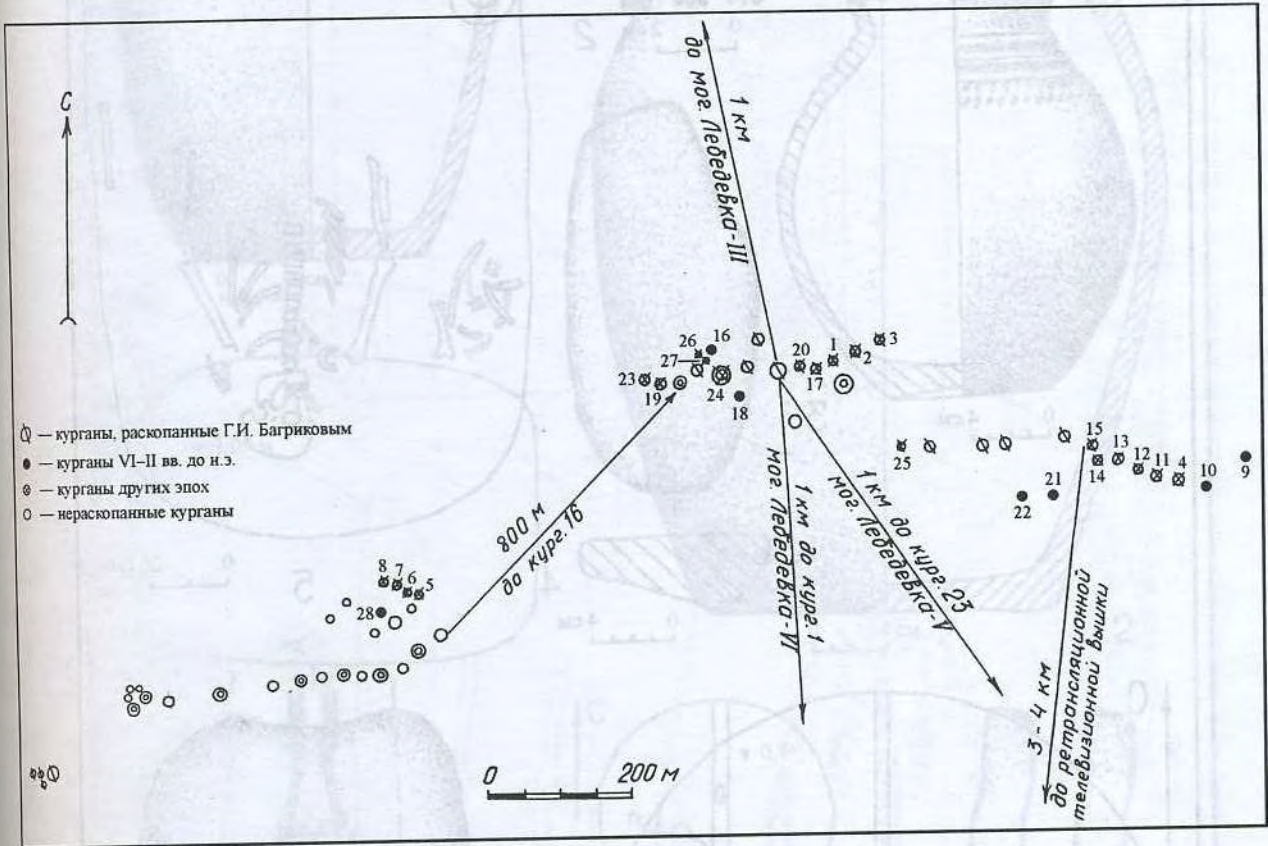 С
1 км
до мог. Лебедевка-III
26
16
27
23
19
24
18
20
17
1
2
3
⌀ — курганы, раскопанные Г.И. Багриковым
● — курганы VI–II вв. до н.э.
⊗ — курганы других эпох
○ — нераскопанные курганы
25
15
14
13
12
11
4
10
9
21
22
800 м
до кург. 16
1 км до кург. 1
мог. Лебедевка-VI
1 км до кург. 23
мог. Лебедевка-V
8
7
6
5
28
3 - 4 км
до ретрансляционной
телевизионной вышки
0 200 м